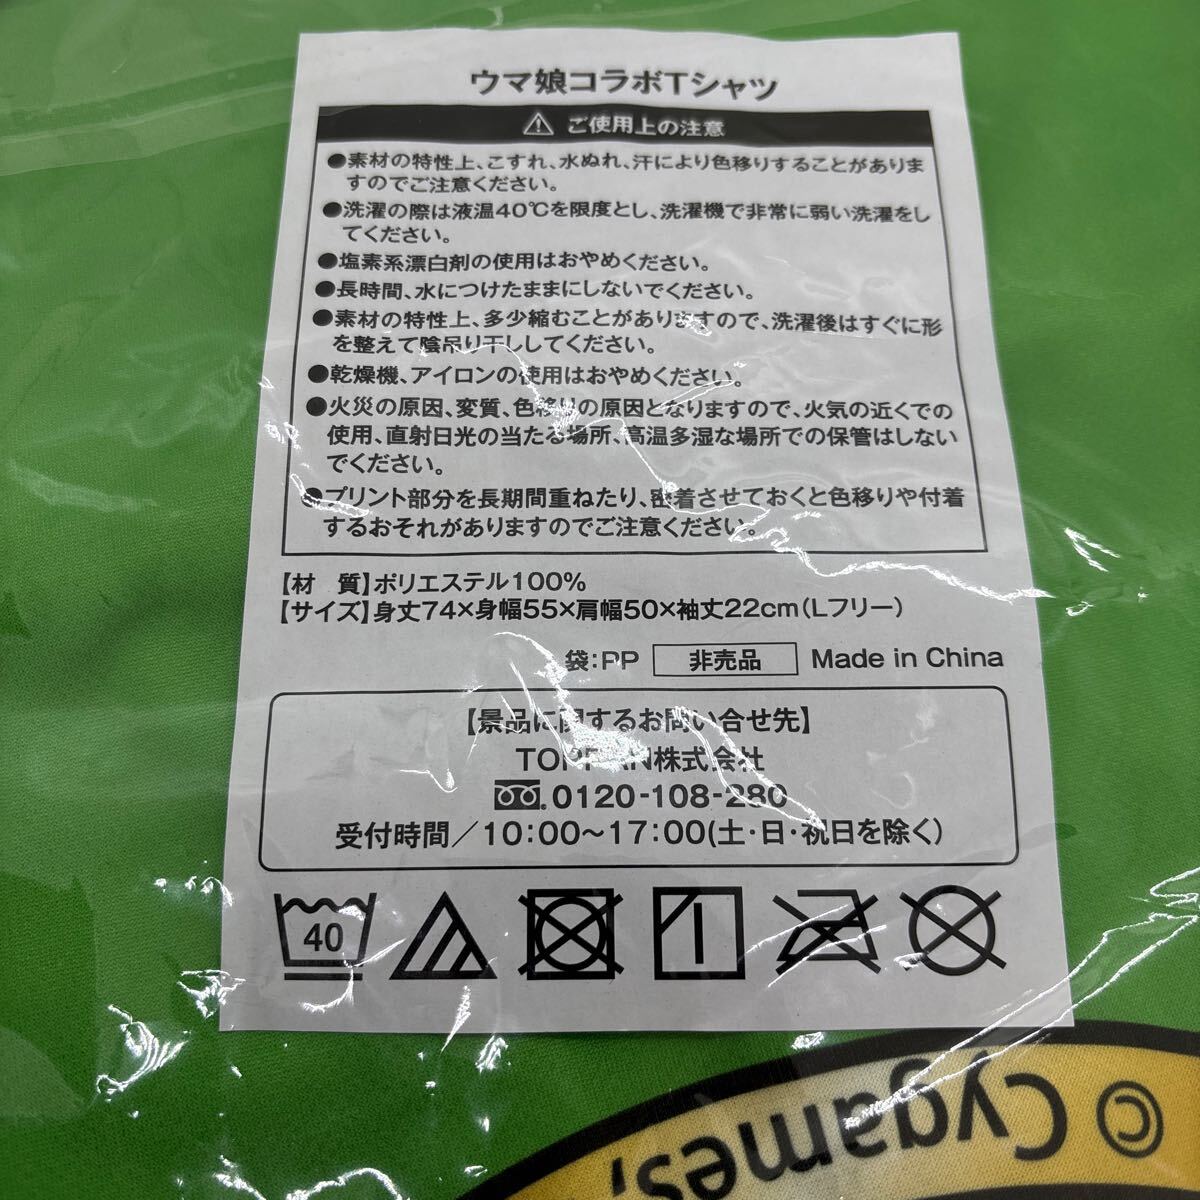 ウマ娘コラボTシャツ
ご使用上の注意
●素材の特性上、こすれ、水ぬれ、汗により色移りすることがありま
すのでご注意ください。
●洗濯の際は液温40℃を限度とし、洗濯機で非常に弱い洗濯をし
てください。
●塩素系漂白剤の使用はおやめください。
●長時間、水につけたままにしないでください。
●素材の特性上、多少縮むことがありますので、洗濯後はすぐに形
を整えて陰吊り干ししてください。
●乾燥機、アイロンの使用はおやめください。
●火災の原因、変質、色移りの原因となりますので、火気の近くでの
使用、直射日光の当たる場所、高温多湿な場所での保管はしない
でください。
●プリント部分を長期間重ねたり、密着させておくと色移りや付着
するおそれがありますのでご注意ください。
【材　質】ポリエステル100%
【サイズ】身丈74×身幅55×肩幅50×袖丈22cm(Lフリー)
袋:PP 非売品 Made in China
【景品に関するお問い合せ先】
TOPPAN株式会社
0120-108-280
受付時間/10:00〜17:00(土・日・祝日を除く)
40
© Cygames,